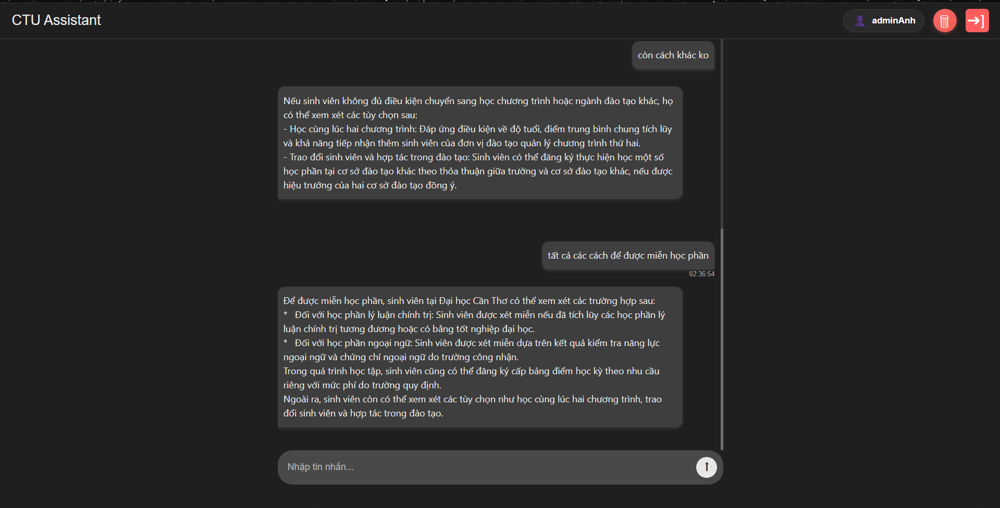 CTU Assistant
adminAnh
còn cách khác ko
Nếu sinh viên không đủ điều kiện chuyển sang học chương trình hoặc ngành đào tạo khác, họ
có thể xem xét các tùy chọn sau:
- Học cùng lúc hai chương trình: Đáp ứng điều kiện về độ tuổi, điểm trung bình chung tích lũy
và khả năng tiếp nhận thêm sinh viên của đơn vị đào tạo quản lý chương trình thứ hai.
- Trao đổi sinh viên và hợp tác trong đào tạo: Sinh viên có thể đăng ký thực hiện học một số
học phần tại cơ sở đào tạo khác theo thỏa thuận giữa trường và cơ sở đào tạo khác, nếu được
hiệu trưởng của hai cơ sở đào tạo đồng ý.
tất cả các cách để được miễn học phần
02:36:54
Để được miễn học phần, sinh viên tại Đại học Cần Thơ có thể xem xét các trường hợp sau:
* Đối với học phần lý luận chính trị: Sinh viên được xét miễn nếu đã tích lũy các học phần lý
luận chính trị tương đương hoặc có bằng tốt nghiệp đại học.
* Đối với học phần ngoại ngữ: Sinh viên được xét miễn dựa trên kết quả kiểm tra năng lực
ngoại ngữ và chứng chỉ ngoại ngữ do trường công nhận.
Trong quá trình học tập, sinh viên cũng có thể đăng ký cấp bảng điểm học kỳ theo nhu cầu
riêng với mức phí do trường quy định.
Ngoài ra, sinh viên còn có thể xem xét các tùy chọn như học cùng lúc hai chương trình, trao
đổi sinh viên và hợp tác trong đào tạo.
Nhập tin nhắn...